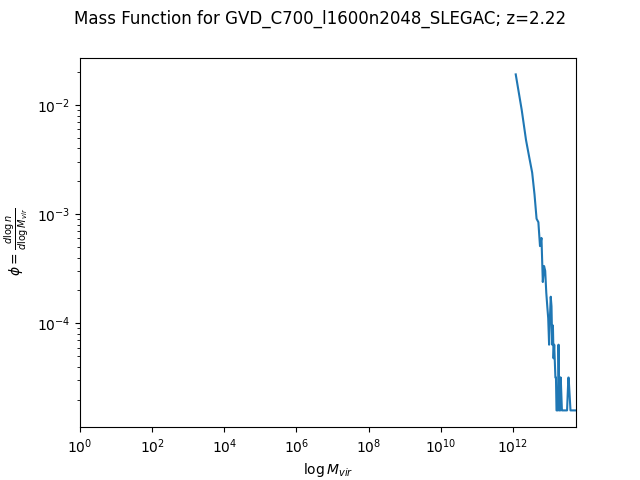 Mass Function for GVD_C700_l1600n2048_SLEGAC; z=2.22
10⁻²
10⁻³
10⁻⁴
ϕ = d log n / d log M_vir
10⁰ 10² 10⁴ 10⁶ 10⁸ 10¹⁰ 10¹²
log M_vir